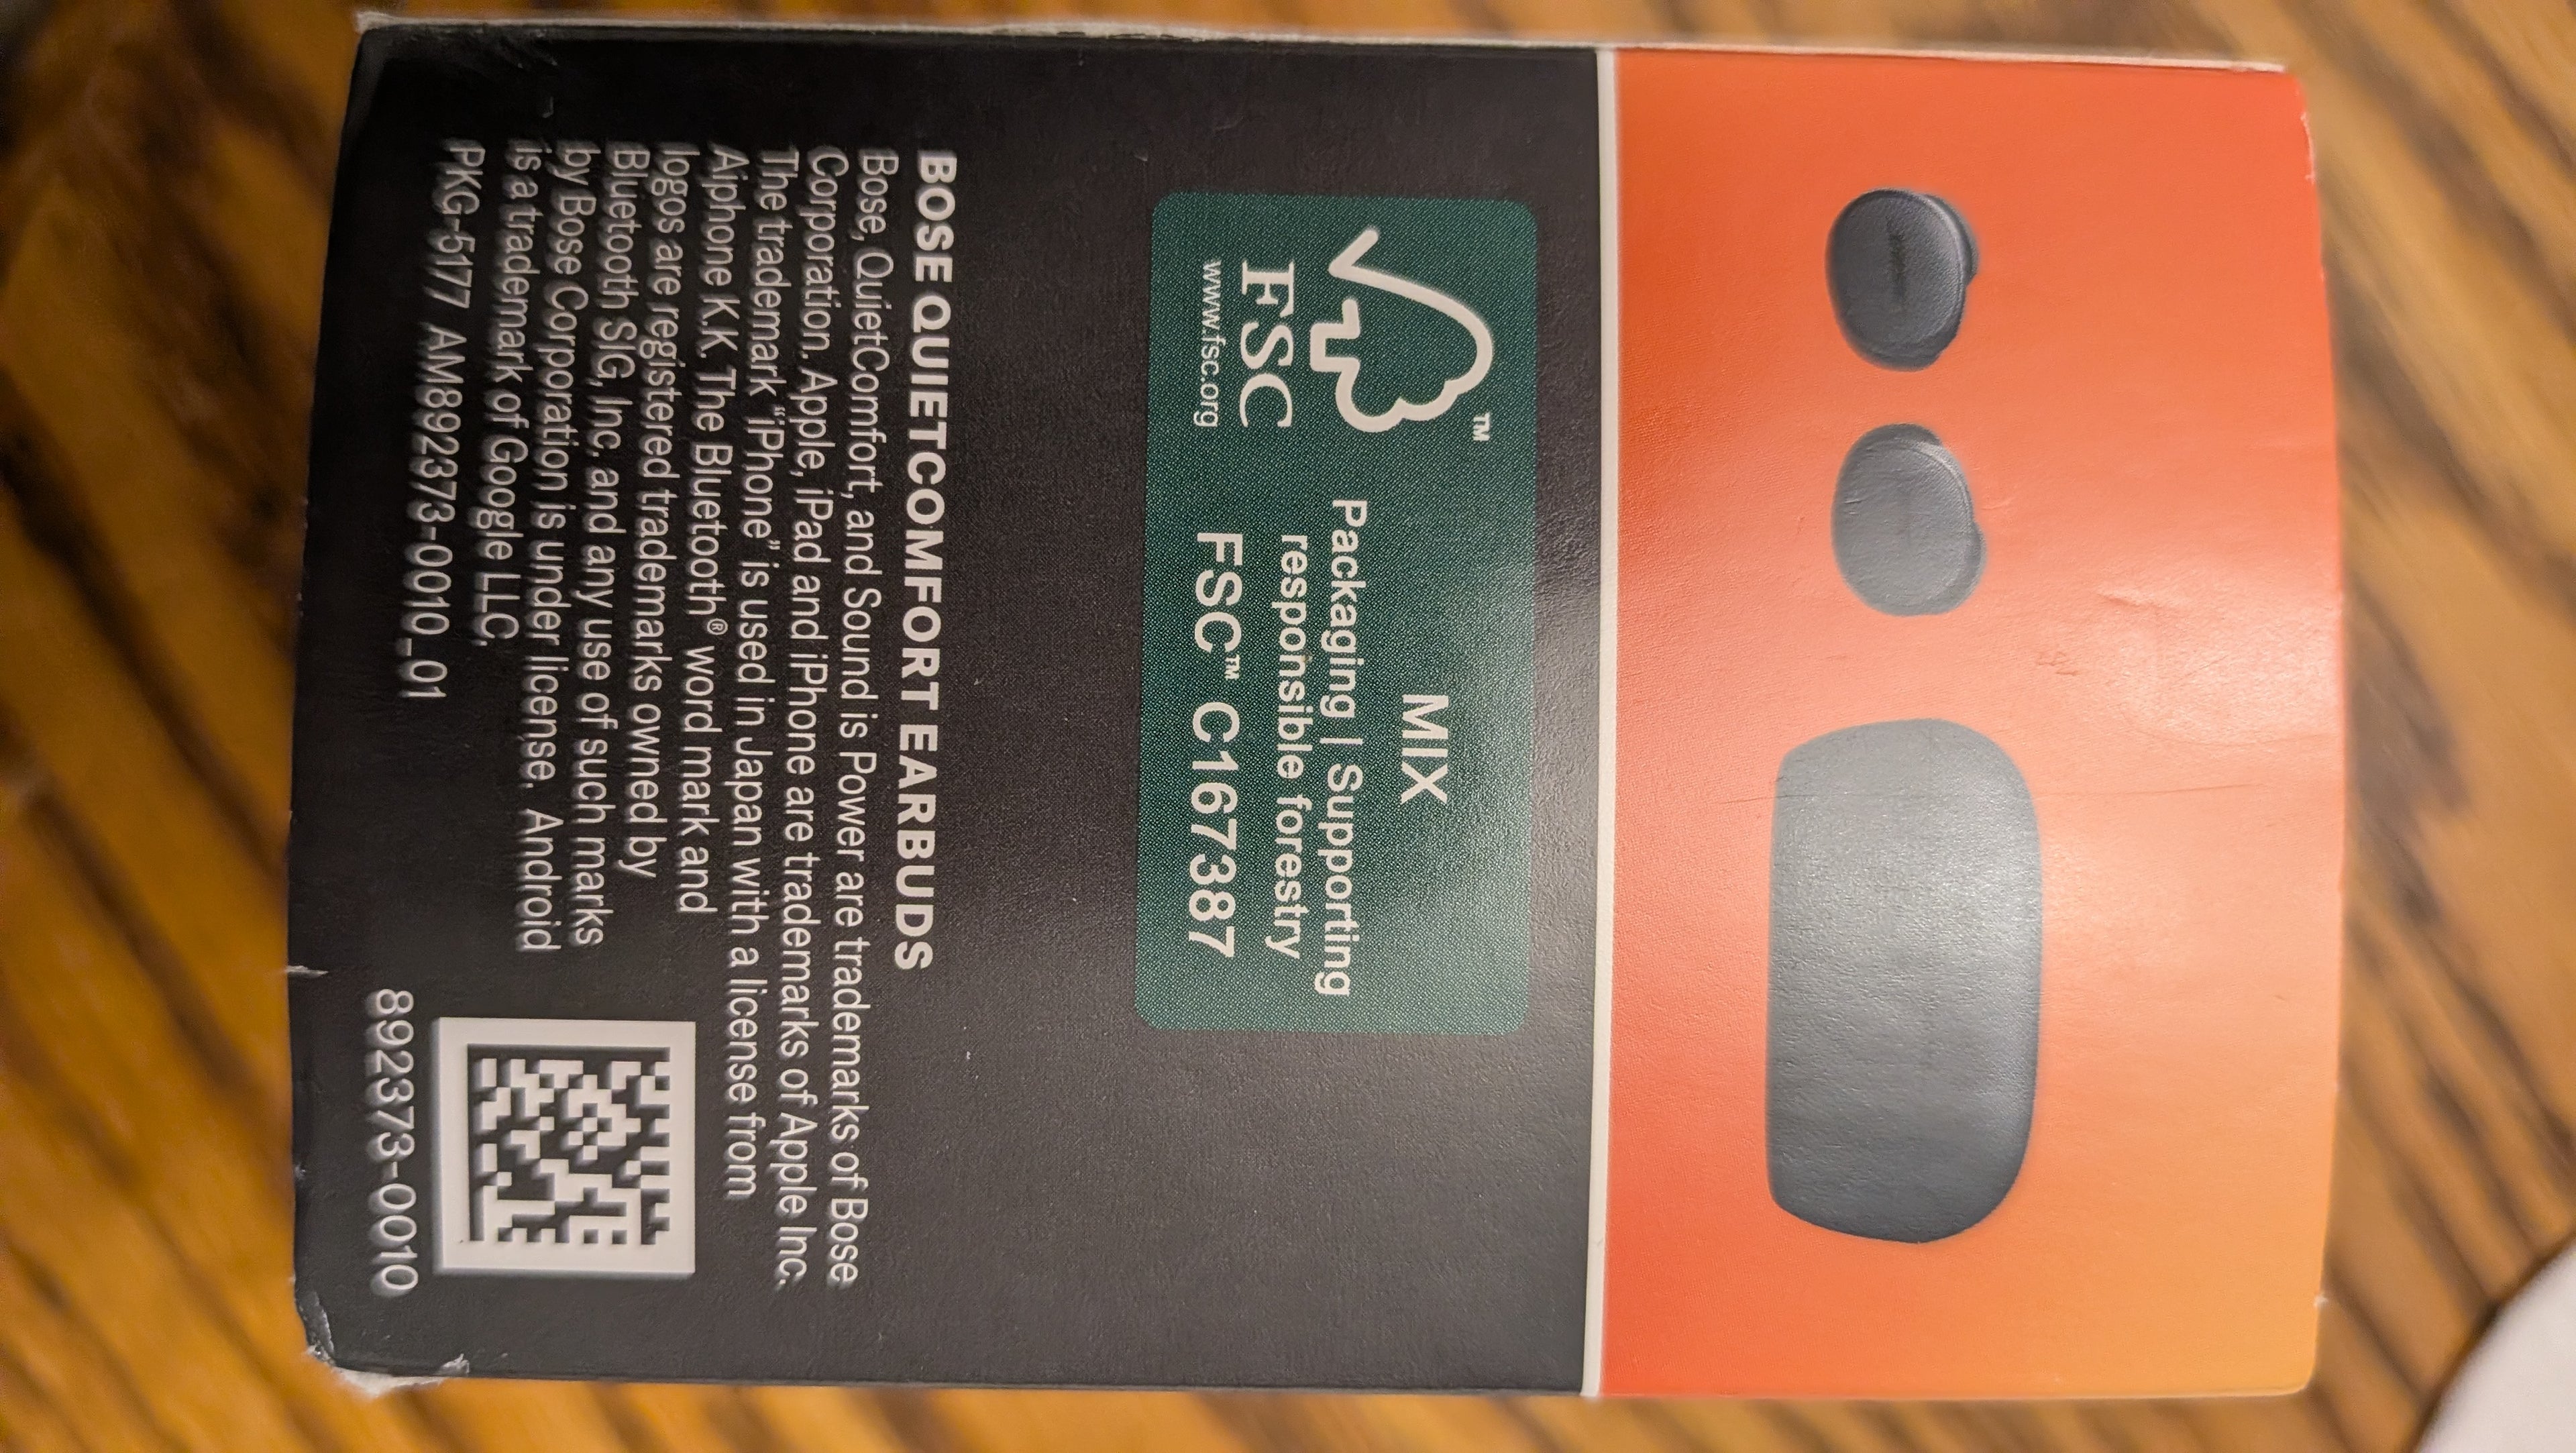 ™
FSC
www.fsc.org
MIX
Packaging | Supporting
responsible forestry
FSC™ C167387
BOSE QUIETCOMFORT EARBUDS
Bose, QuietComfort, and Sound is Power are trademarks of Bose
Corporation. Apple, iPad and iPhone are trademarks of Apple Inc.
The trademark “iPhone” is used in Japan with a license from
Aiphone K.K. The Bluetooth® word mark and
logos are registered trademarks owned by
Bluetooth SIG, Inc. and any use of such marks
by Bose Corporation is under license. Android
is a trademark of Google LLC.
PKG-5177 AM892373-0010_01
892373-0010